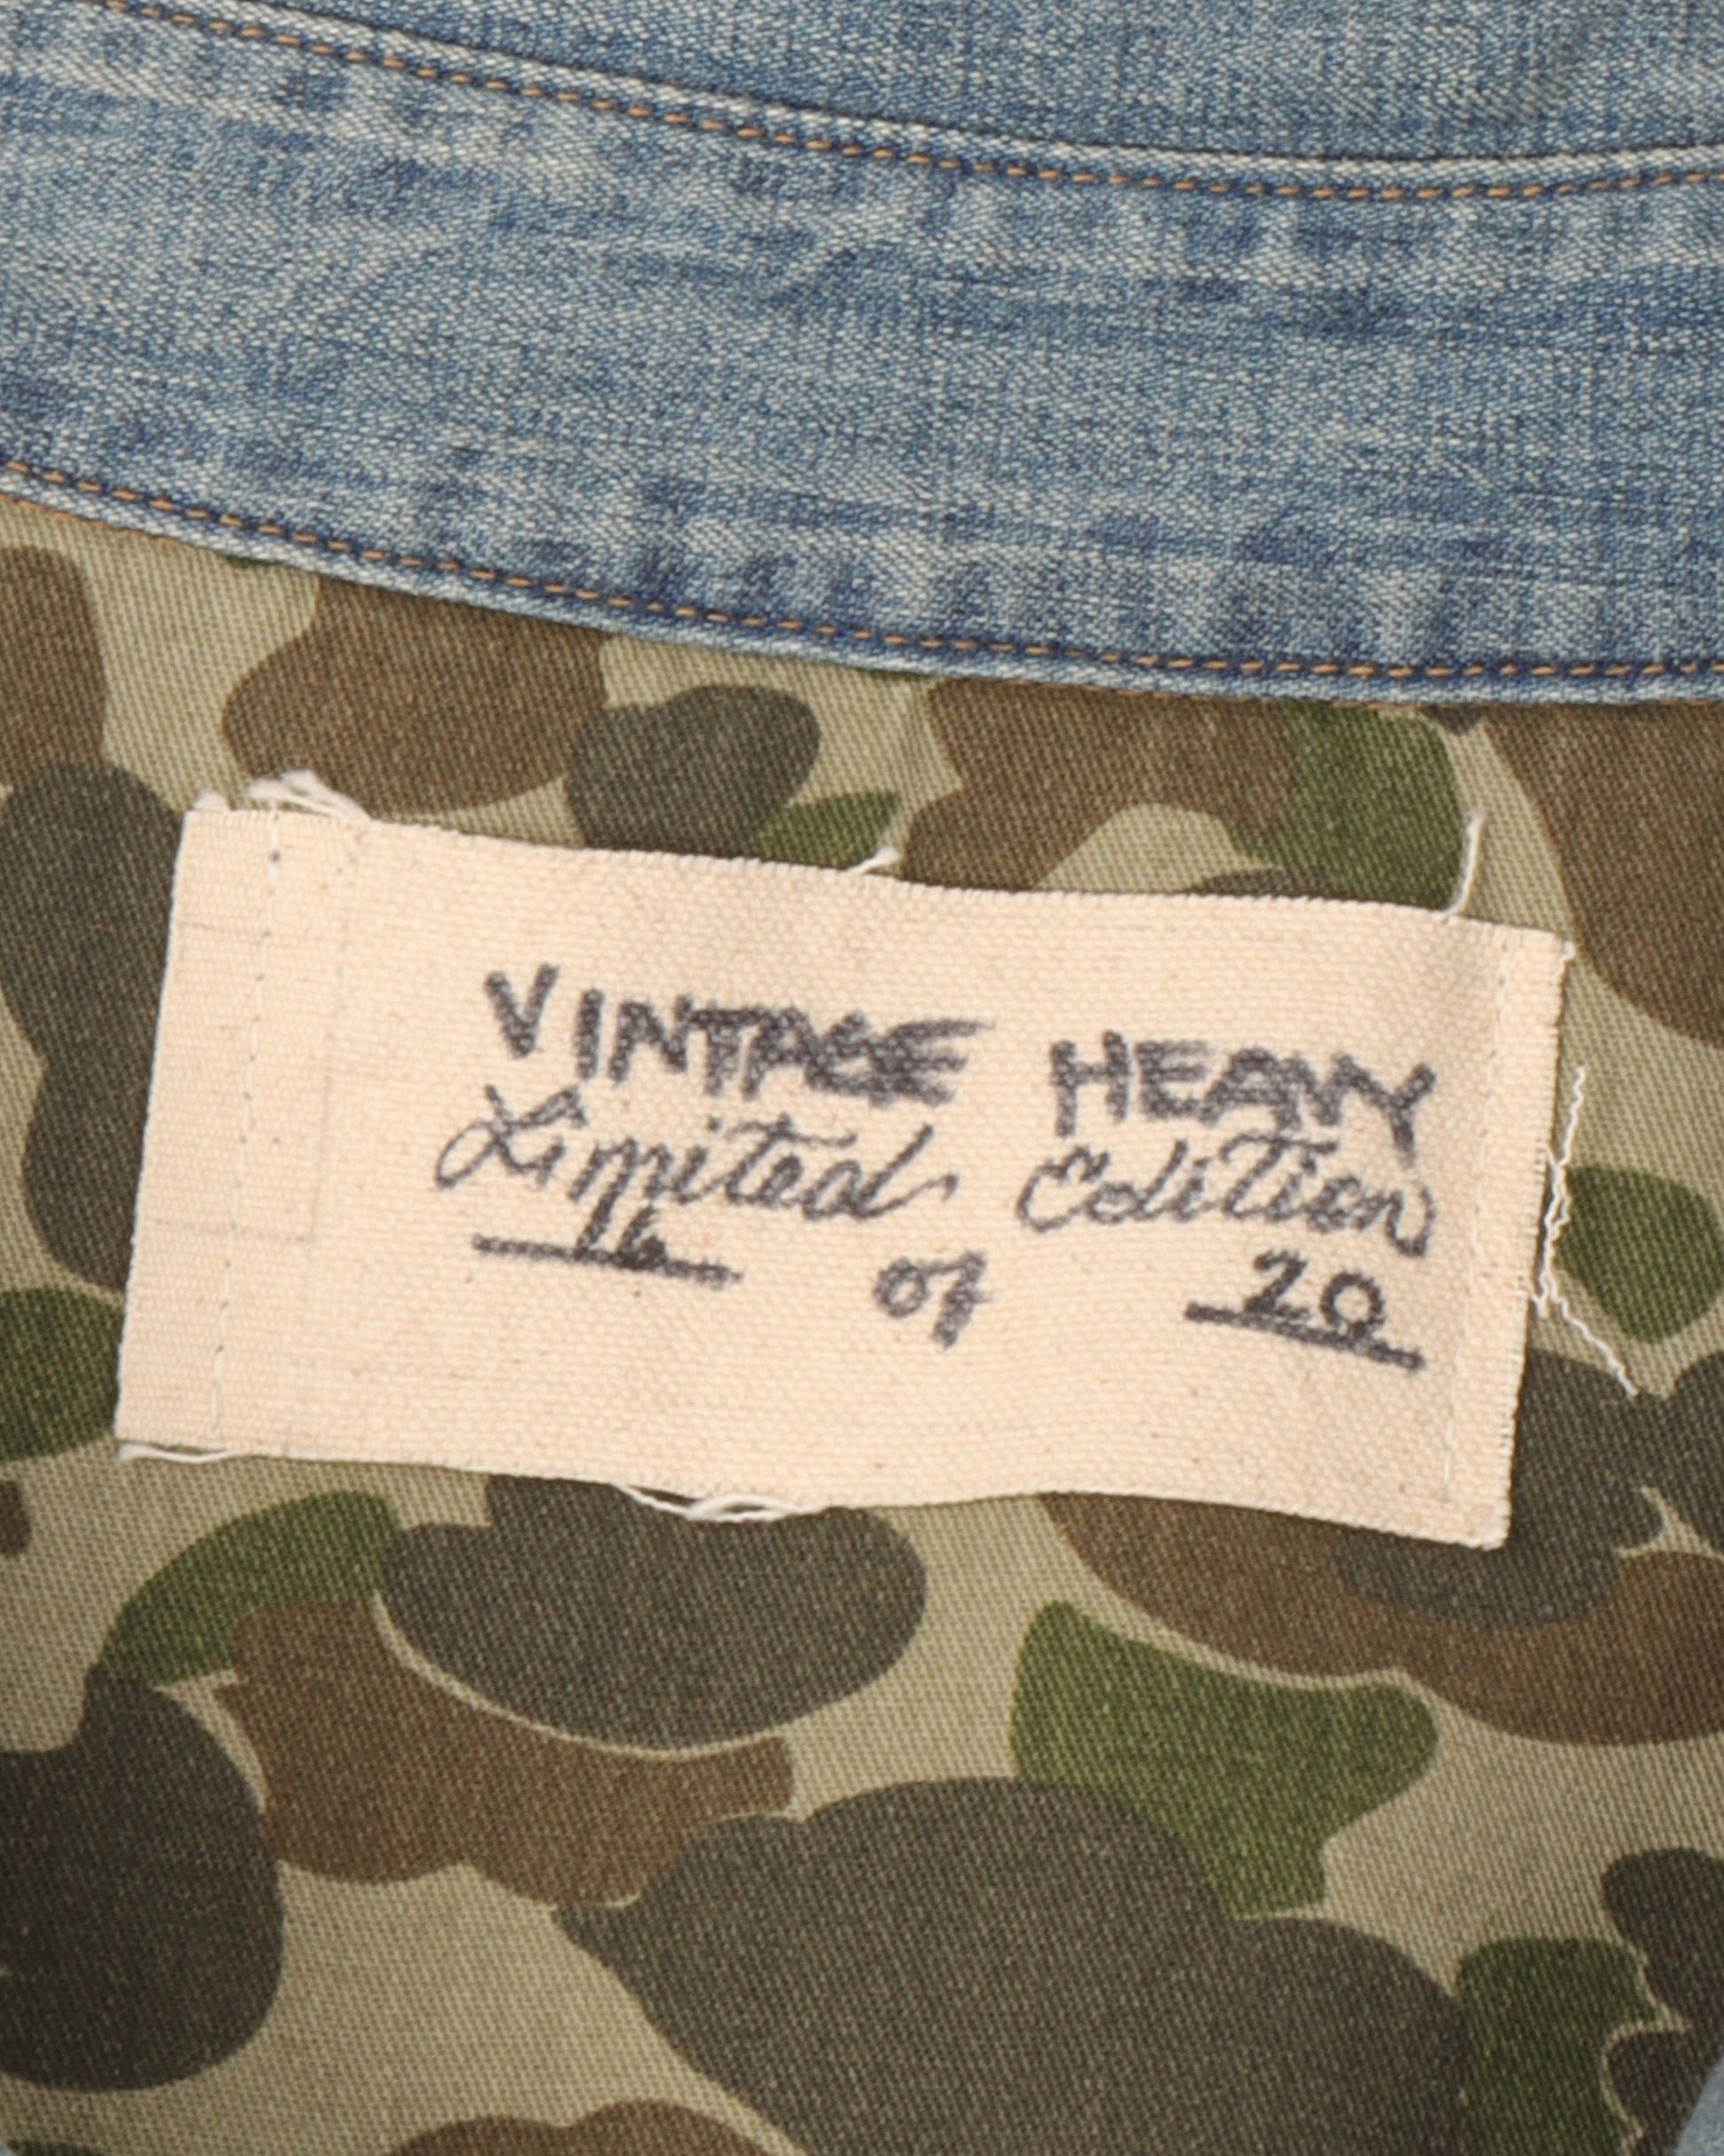 VINTAGE HEAVY
Limited Edition
16 of 20